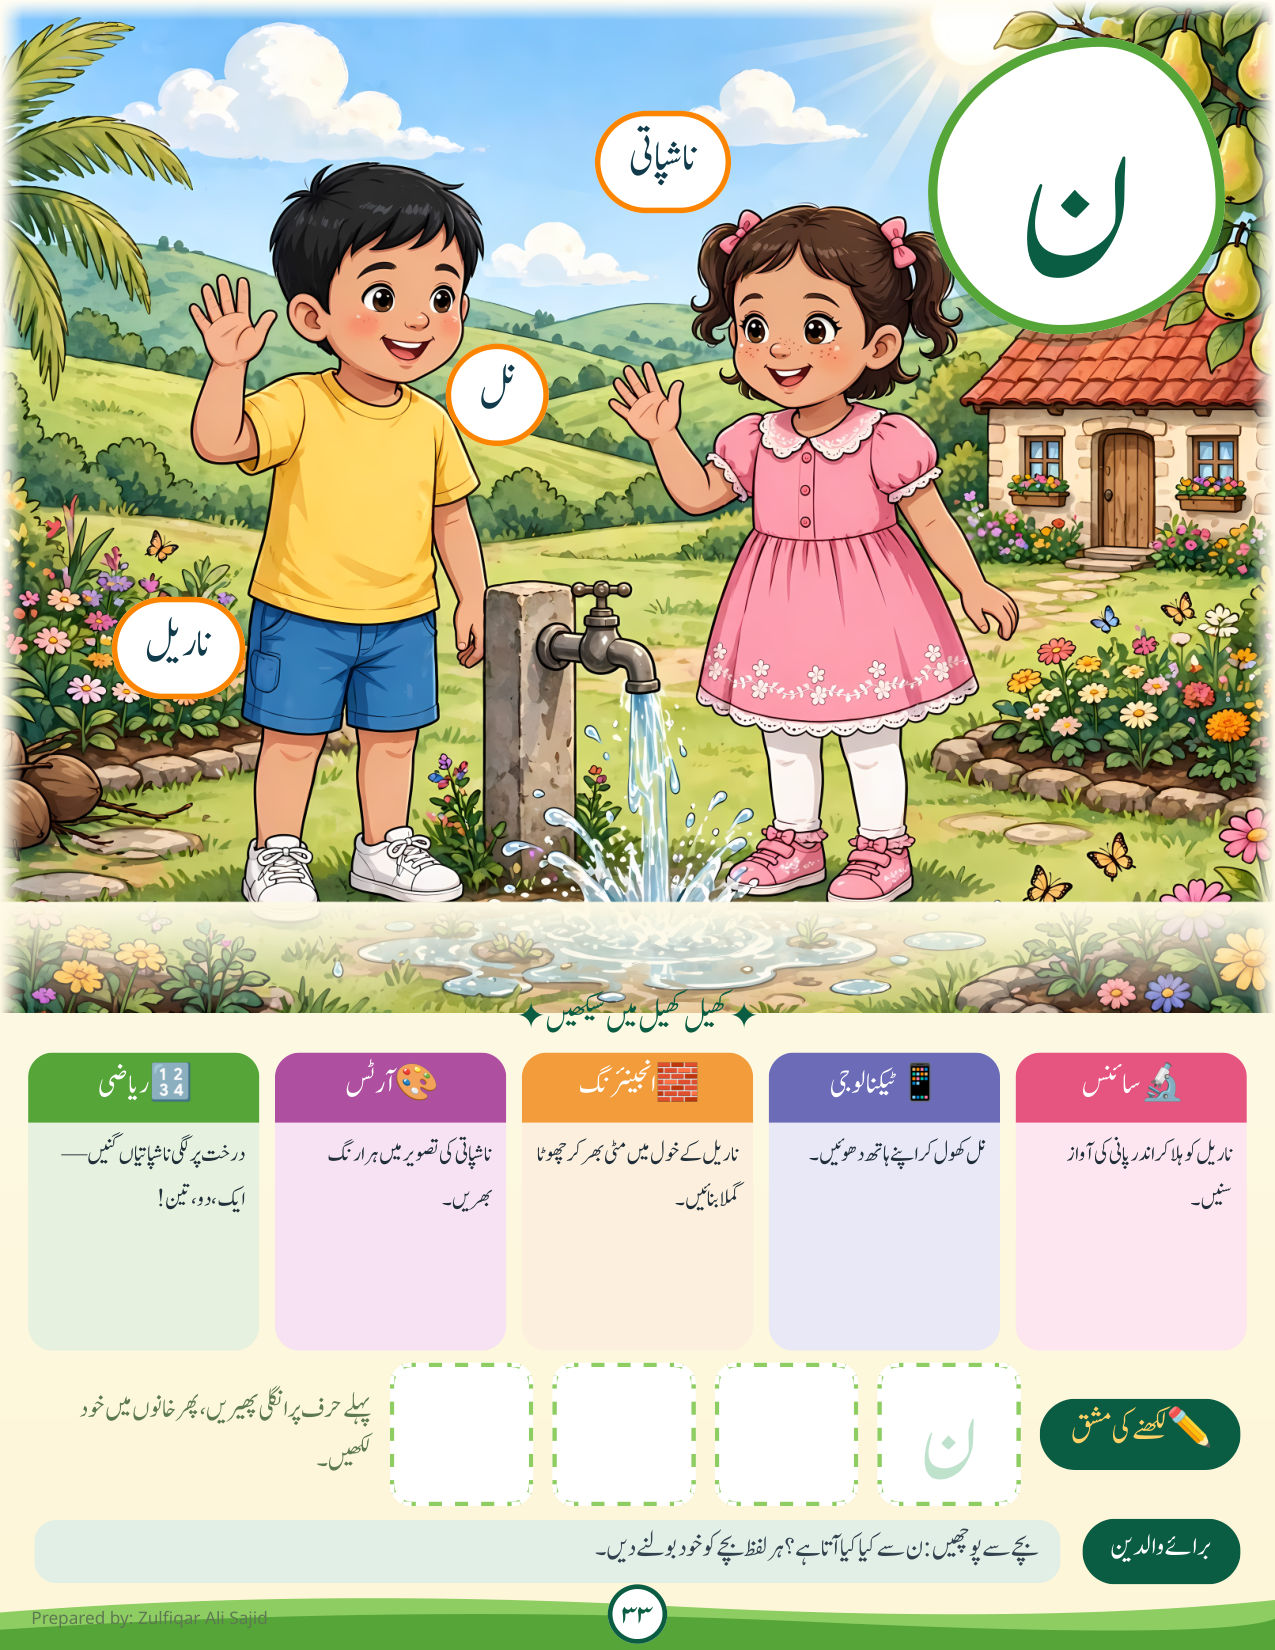 ن
ناشپاتی
نل
ناریل
✦ کھیل کھیل میں سیکھیں ✦
سائنس
ناریل کو ہلا کر اندر پانی کی آواز
سنیں۔
ٹیکنالوجی
نل کھول کر اپنے ہاتھ دھوئیں۔
انجینئرنگ
ناریل کے خول میں مٹی بھر کر چھوٹا
گملا بنائیں۔
آرٹس
ناشپاتی کی تصویر میں ہرا رنگ
بھریں۔
1234 ریاضی
درخت پر لگی ناشپاتیاں گنیں —
ایک، دو، تین!
لکھنے کی مشق
ن
پہلے حرف پر انگلی پھیریں، پھر خانوں میں خود
لکھیں۔
برائے والدین
بچے سے پوچھیں: ن سے کیا کیا آتا ہے؟ ہر لفظ بچے کو خود بولنے دیں۔
۳۳
Prepared by: Zulfiqar Ali Sajid